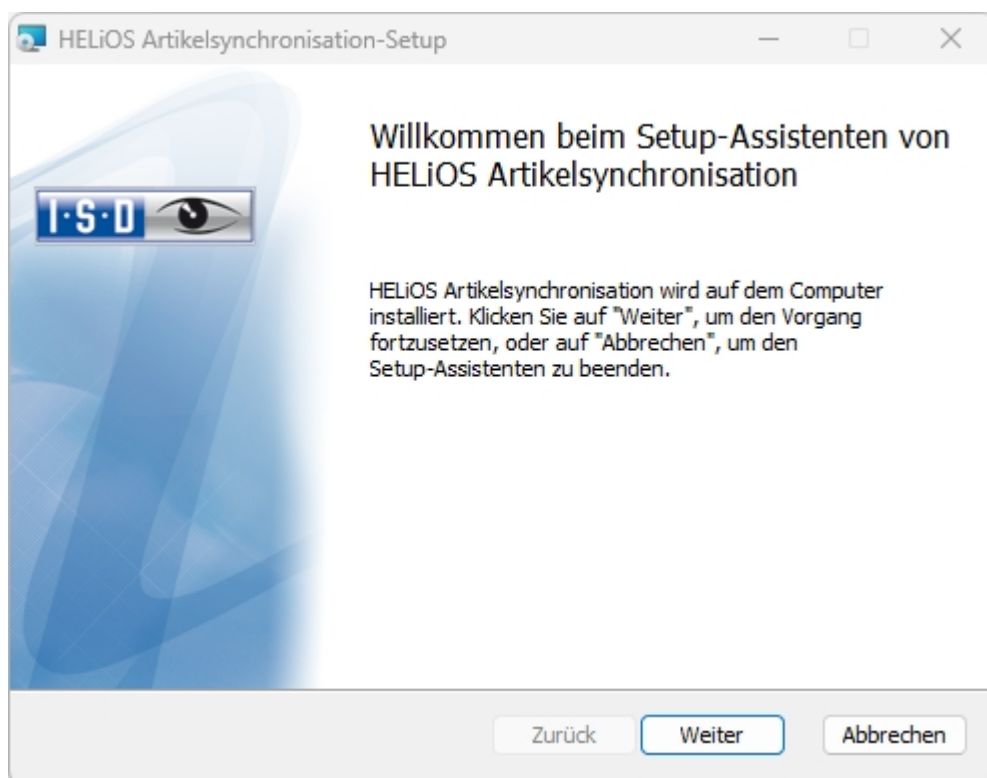 HELiOS Artikelsynchronisation-Setup
I·S·D
Willkommen beim Setup-Assistenten von
HELiOS Artikelsynchronisation
HELiOS Artikelsynchronisation wird auf dem Computer
installiert. Klicken Sie auf "Weiter", um den Vorgang
fortzusetzen, oder auf "Abbrechen", um den
Setup-Assistenten zu beenden.
Zurück
Weiter
Abbrechen